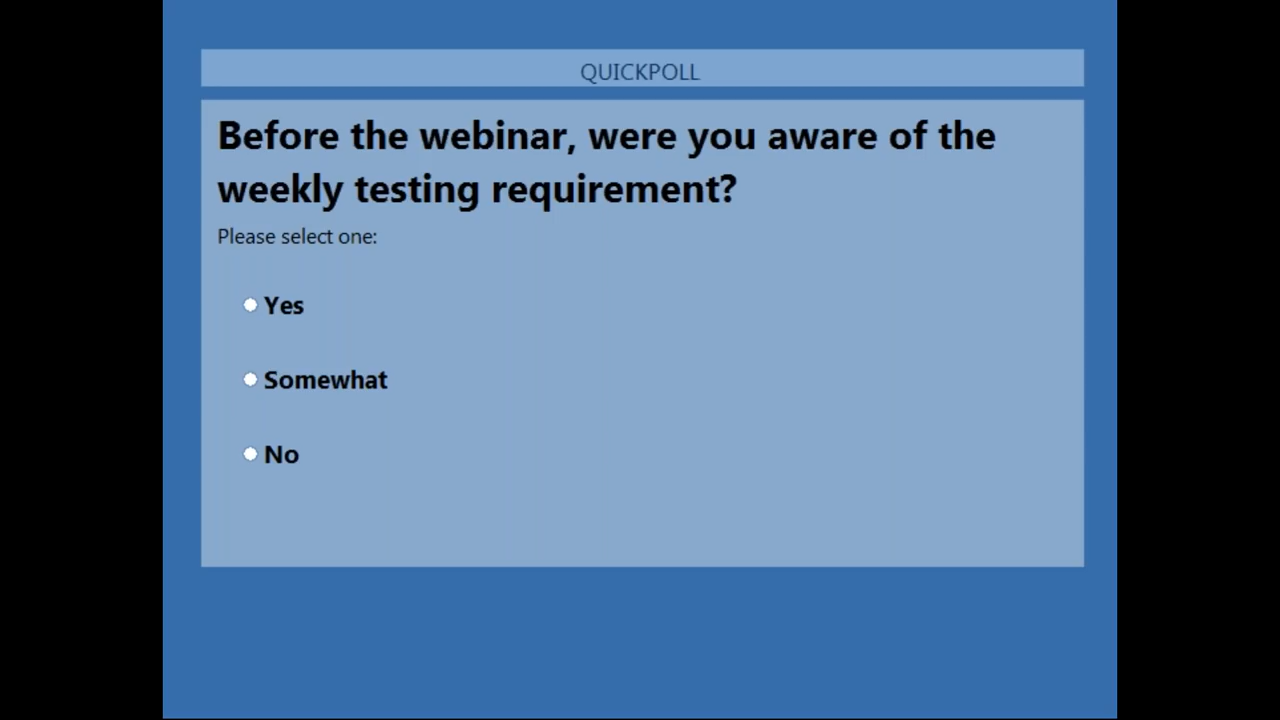 QUICKPOLL
Before the webinar, were you aware of the
weekly testing requirement?
Please select one:
Yes
Somewhat
No